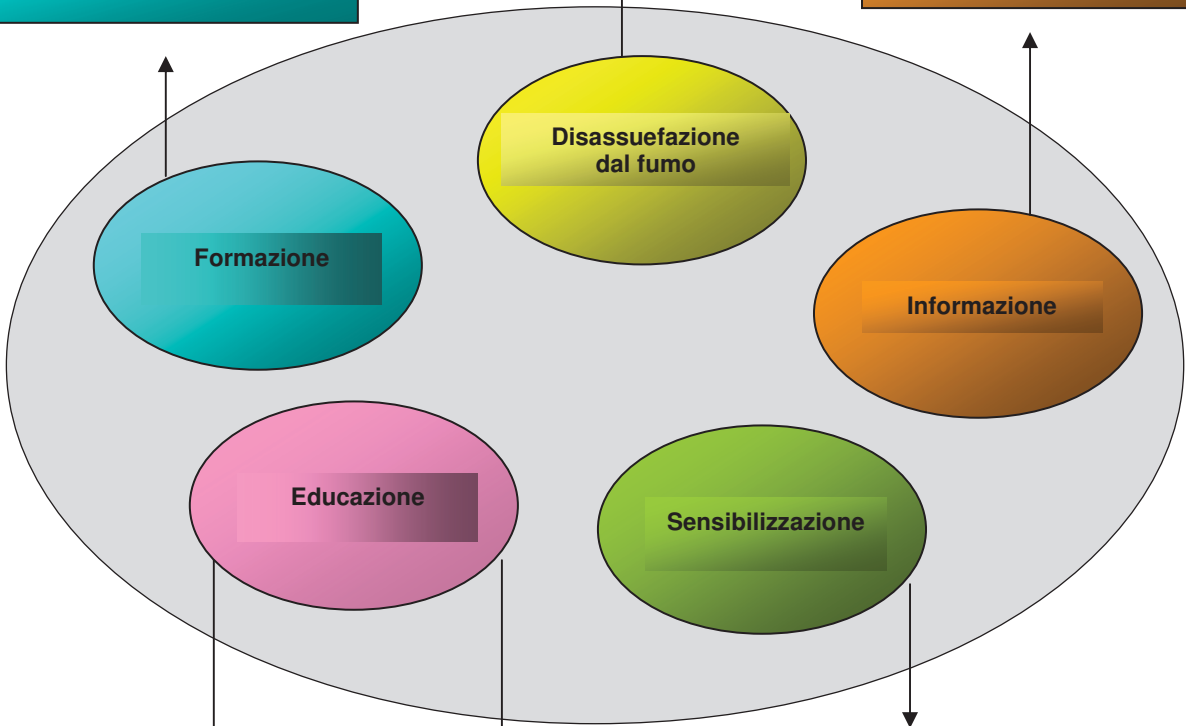 Disassuefazione
dal fumo
Formazione
Informazione
Educazione
Sensibilizzazione